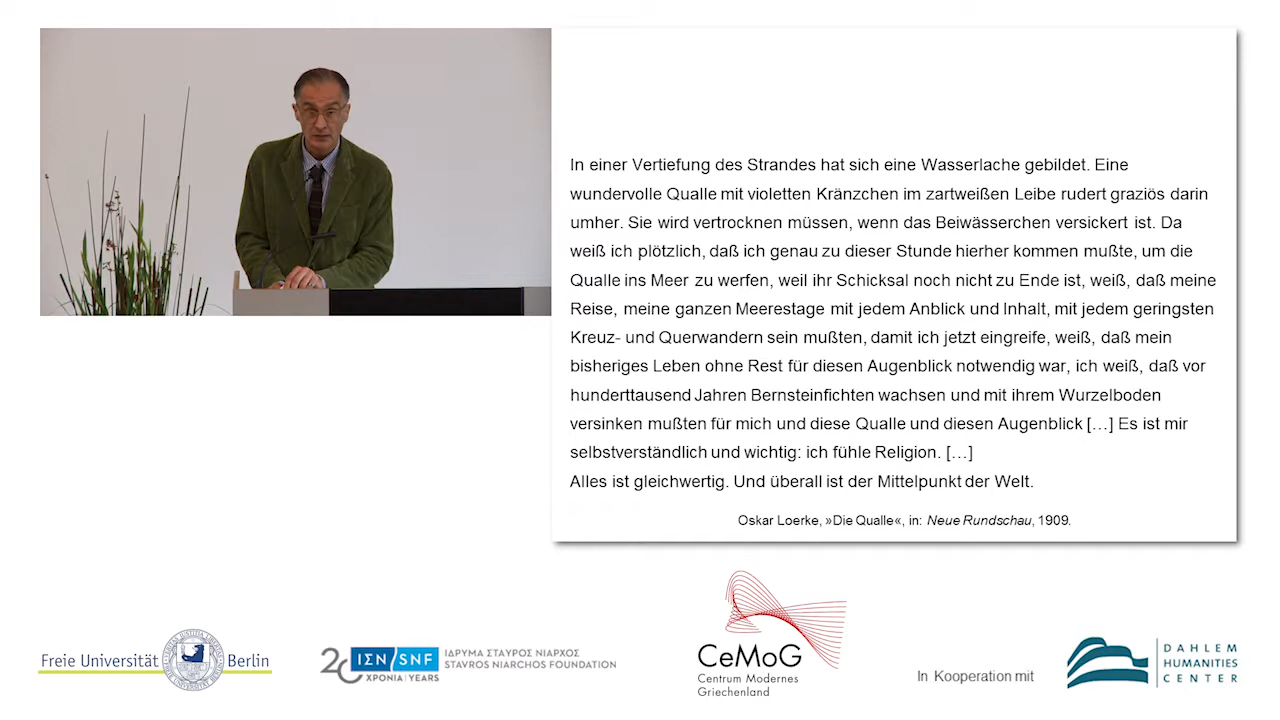 In einer Vertiefung des Strandes hat sich eine Wasserlache gebildet. Eine
wundervolle Qualle mit violetten Kränzchen im zartweißen Leibe rudert graziös darin
umher. Sie wird vertrocknen müssen, wenn das Beiwässerchen versickert ist. Da
weiß ich plötzlich, daß ich genau zu dieser Stunde hierher kommen mußte, um die
Qualle ins Meer zu werfen, weil ihr Schicksal noch nicht zu Ende ist, weiß, daß meine
Reise, meine ganzen Meerestage mit jedem Anblick und Inhalt, mit jedem geringsten
Kreuz- und Querwandern sein mußten, damit ich jetzt eingreife, weiß, daß mein
bisheriges Leben ohne Rest für diesen Augenblick notwendig war, ich weiß, daß vor
hunderttausend Jahren Bernsteinfichten wachsen und mit ihrem Wurzelboden
versinken mußten für mich und diese Qualle und diesen Augenblick […] Es ist mir
selbstverständlich und wichtig: ich fühle Religion. […]
Alles ist gleichwertig. Und überall ist der Mittelpunkt der Welt.
Oskar Loerke, »Die Qualle«, in: Neue Rundschau, 1909.
Freie Universität Berlin
20 ΙΣΝ/SNF
ΧΡΟΝΙΑ YEARS
ΙΔΡΥΜΑ ΣΤΑΥΡΟΣ ΝΙΑΡΧΟΣ
STAVROS NIARCHOS FOUNDATION
CeMoG
Centrum Modernes
Griechenland
In Kooperation mit
DAHLEM
HUMANITIES
CENTER